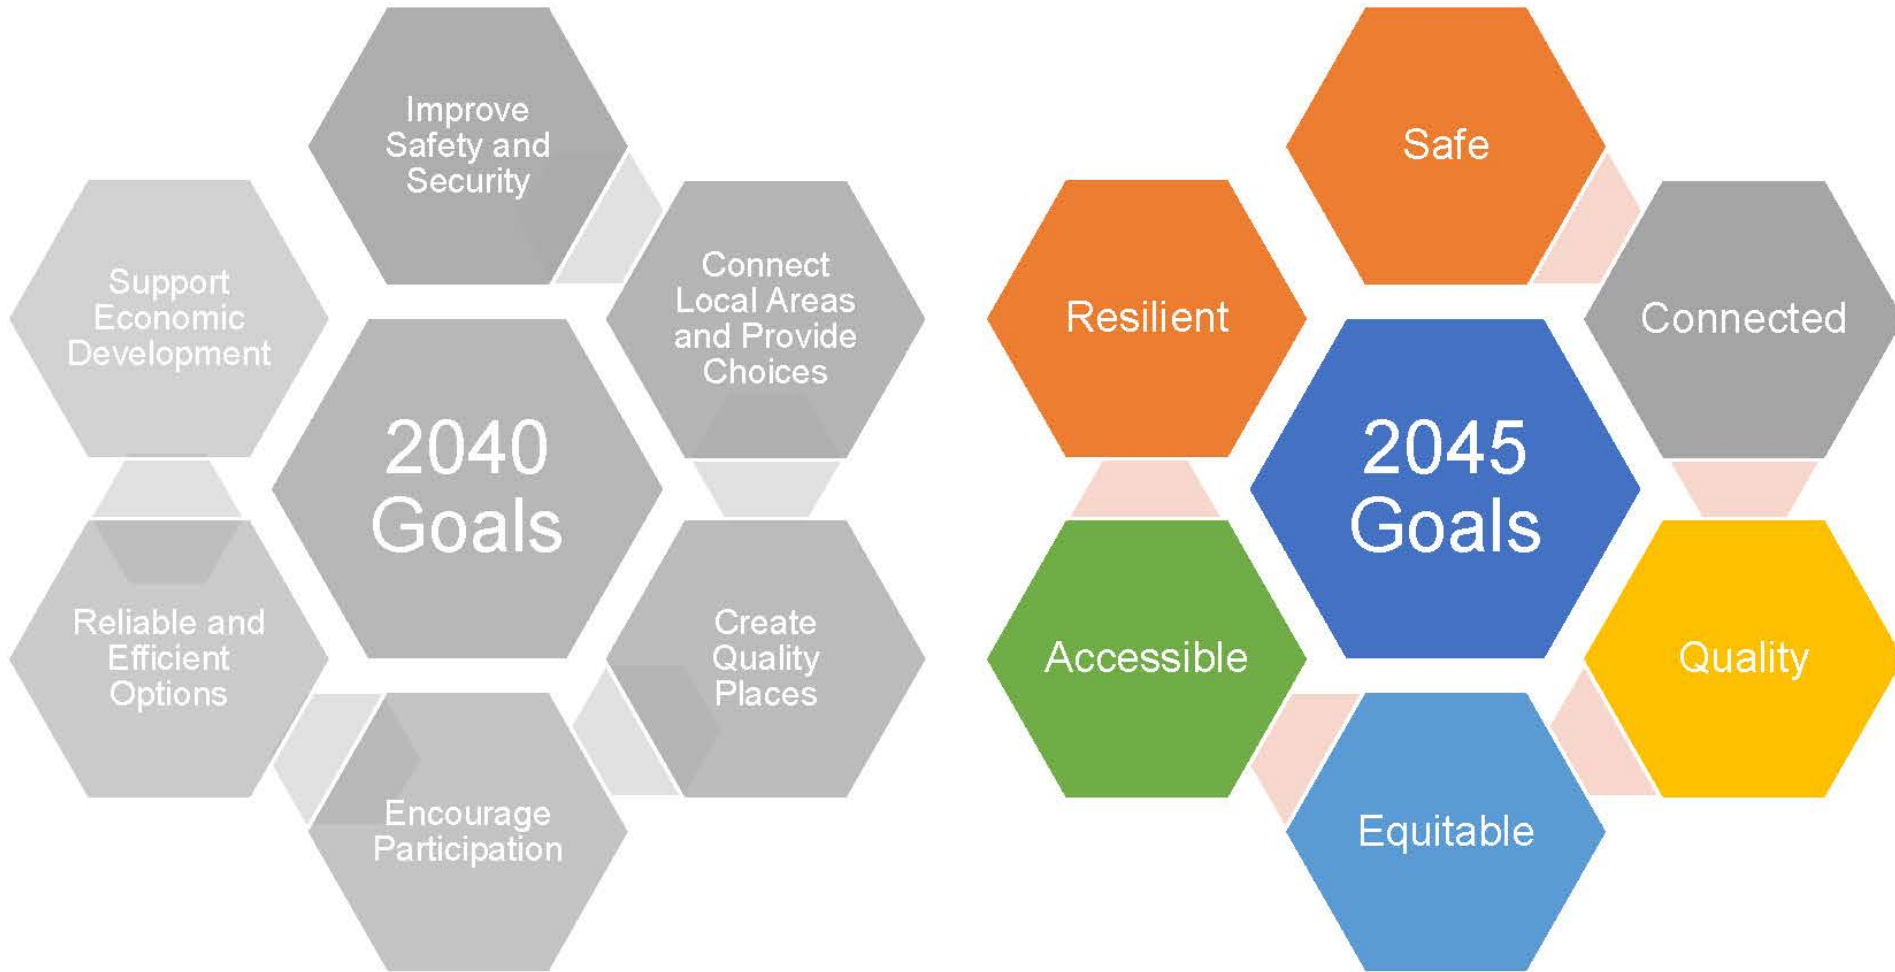 Improve
Safety and
Security
Connect
Local Areas
and Provide
Choices
Create
Quality
Places
Encourage
Participation
Reliable and
Efficient
Options
Support
Economic
Development
2040
Goals
Safe
Connected
Quality
Equitable
Accessible
Resilient
2045
Goals